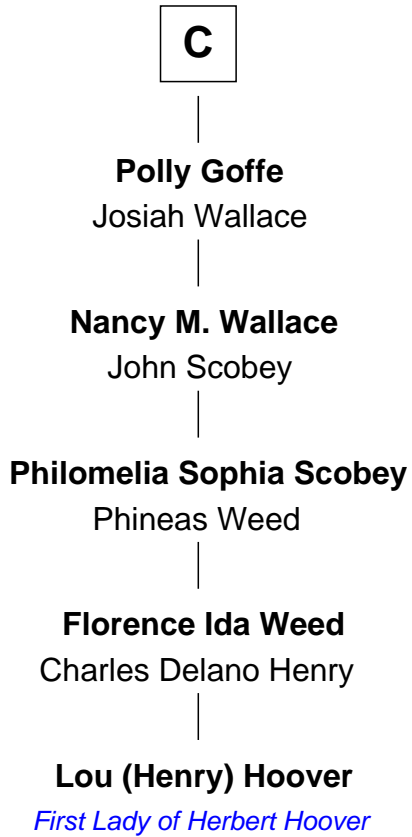 C
Polly Goffe
Josiah Wallace
Nancy M. Wallace
John Scobey
Philomelia Sophia Scobey
Phineas Weed
Florence Ida Weed
Charles Delano Henry
Lou (Henry) Hoover
First Lady of Herbert Hoover